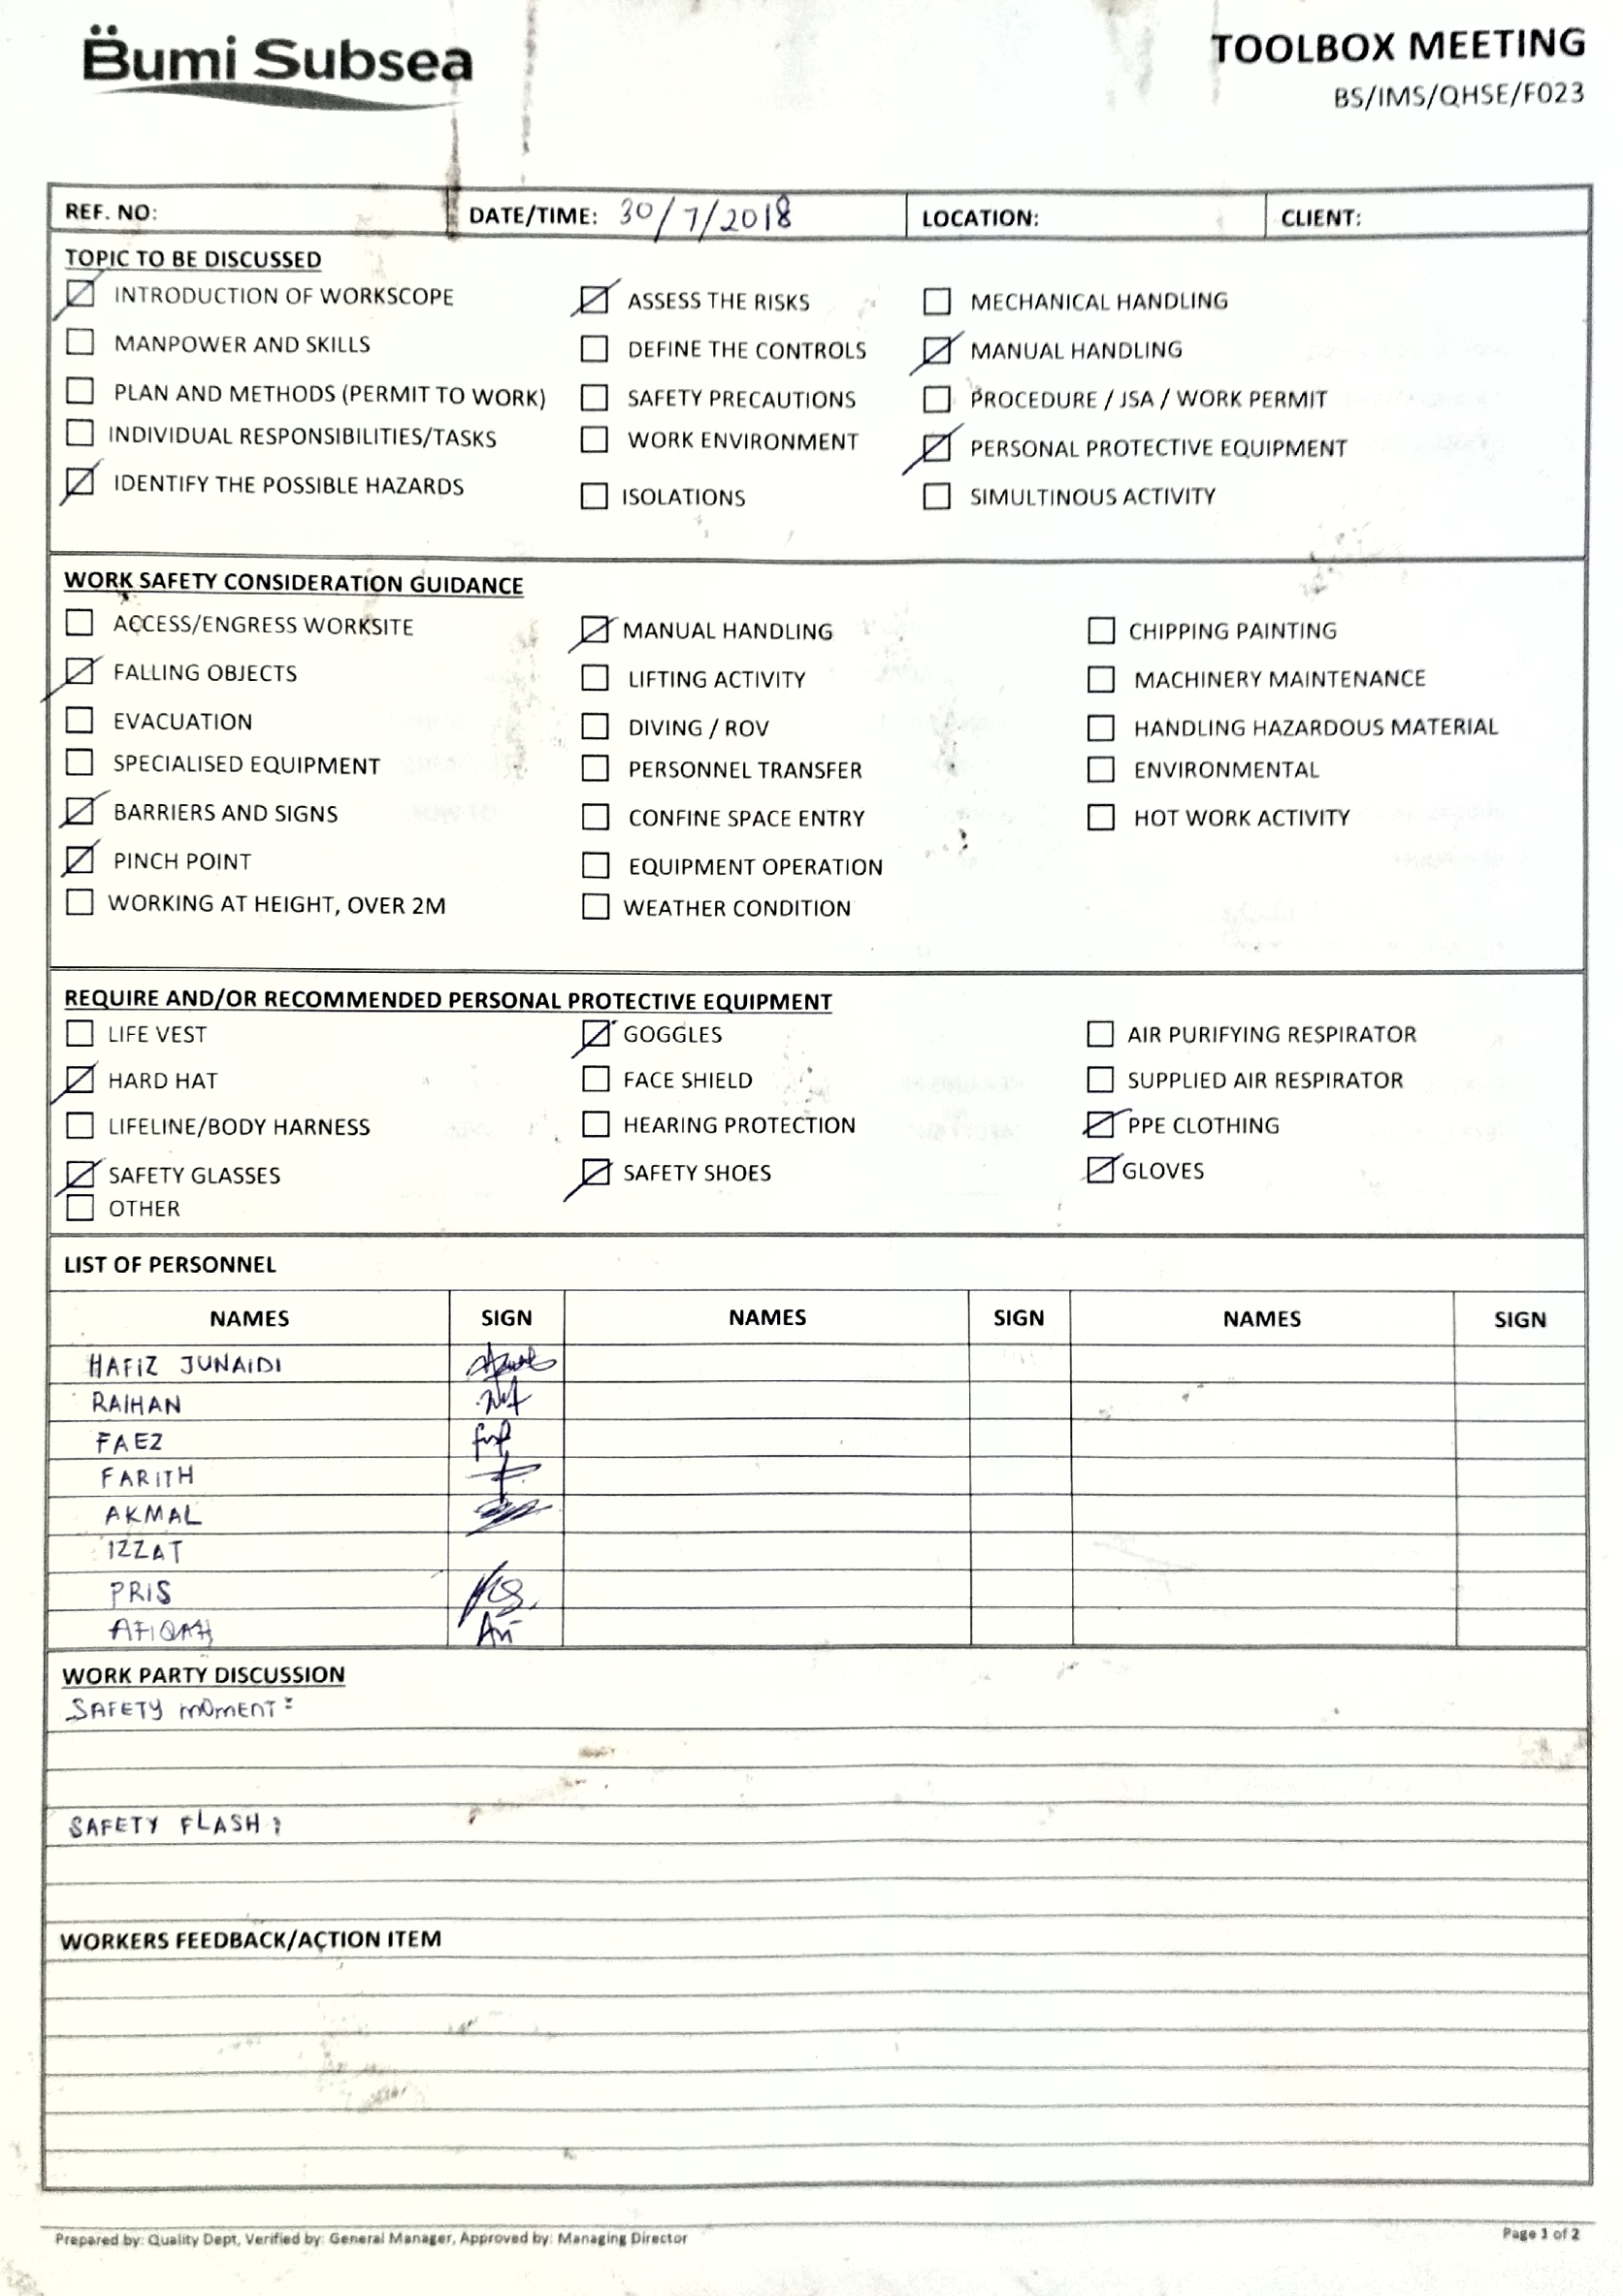 Bumi Subsea
TOOLBOX MEETING
BS/IMS/QHSE/F023
REF. NO: DATE/TIME: 30/7/2018 LOCATION: CLIENT:
TOPIC TO BE DISCUSSED
INTRODUCTION OF WORKSCOPE ASSESS THE RISKS MECHANICAL HANDLING
MANPOWER AND SKILLS DEFINE THE CONTROLS MANUAL HANDLING
PLAN AND METHODS (PERMIT TO WORK) SAFETY PRECAUTIONS PROCEDURE / JSA / WORK PERMIT
INDIVIDUAL RESPONSIBILITIES/TASKS WORK ENVIRONMENT PERSONAL PROTECTIVE EQUIPMENT
IDENTIFY THE POSSIBLE HAZARDS ISOLATIONS SIMULTINOUS ACTIVITY
WORK SAFETY CONSIDERATION GUIDANCE
ACCESS/ENGRESS WORKSITE MANUAL HANDLING CHIPPING PAINTING
FALLING OBJECTS LIFTING ACTIVITY MACHINERY MAINTENANCE
EVACUATION DIVING / ROV HANDLING HAZARDOUS MATERIAL
SPECIALISED EQUIPMENT PERSONNEL TRANSFER ENVIRONMENTAL
BARRIERS AND SIGNS CONFINE SPACE ENTRY HOT WORK ACTIVITY
PINCH POINT EQUIPMENT OPERATION
WORKING AT HEIGHT, OVER 2M WEATHER CONDITION
REQUIRE AND/OR RECOMMENDED PERSONAL PROTECTIVE EQUIPMENT
LIFE VEST GOGGLES AIR PURIFYING RESPIRATOR
HARD HAT FACE SHIELD SUPPLIED AIR RESPIRATOR
LIFELINE/BODY HARNESS HEARING PROTECTION PPE CLOTHING
SAFETY GLASSES SAFETY SHOES GLOVES
OTHER
LIST OF PERSONNEL
NAMES SIGN NAMES SIGN NAMES SIGN
HAFIZ JUNAIDI
RAIHAN
FAEZ
FARITH
AKMAL
IZZAT
PRIS
AFIQAH
WORK PARTY DISCUSSION
SAFETY MOMENT:
SAFETY FLASH:
WORKERS FEEDBACK/ACTION ITEM
Prepared by: Quality Dept, Verified by: General Manager, Approved by: Managing Director Page 1 of 2